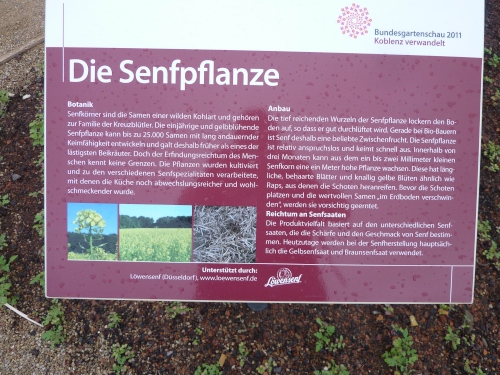 Bundesgartenschau 2011
Koblenz verwandelt
Die Senfpflanze
Botanik
Senfkörner sind die Samen einer wilden Kohlart und gehören
zur Familie der Kreuzblütler. Die einjährige und gelbblühende
Senfpflanze kann bis zu 25.000 Samen mit lang andauernder
Keimfähigkeit entwickeln und galt deshalb früher als eines der
lästigsten Beikräuter. Doch der Erfindungsreichtum des Men-
schen kennt keine Grenzen. Die Pflanzen wurden kultiviert
und zu den verschiedenen Senfspezialitäten verarbeitet,
mit denen die Küche noch abwechslungsreicher und wohl-
schmeckender wurde.
Anbau
Die tief reichenden Wurzeln der Senfpflanze lockern den Bo-
den auf, so dass er gut durchlüftet wird. Gerade bei Bio-Bauern
ist Senf deshalb eine beliebte Zwischenfrucht. Die Senfpflanze
ist relativ anspruchslos und keimt schnell aus. Innerhalb von
drei Monaten kann aus dem ein bis zwei Millimeter kleinen
Senfkorn eine ein Meter hohe Pflanze wachsen. Diese hat läng-
liche, behaarte Blätter und knallig gelbe Blüten ähnlich wie
Raps, aus denen die Schoten heranreifen. Bevor die Schoten
platzen und die wertvollen Samen „im Erdboden verschwin-
den", werden sie vorsichtig geerntet.
Reichtum an Senfsaaten
Die Produktvielfalt basiert auf den unterschiedlichen Senf-
saaten, die die Schärfe und den Geschmack von Senf bestim-
men. Heutzutage werden bei der Senfherstellung hauptsäch-
lich die Gelbsenfsaat und Braunsenfsaat verwendet.
Unterstützt durch:
Löwensenf (Düsseldorf), www.loewensenf.de
Löwensenf